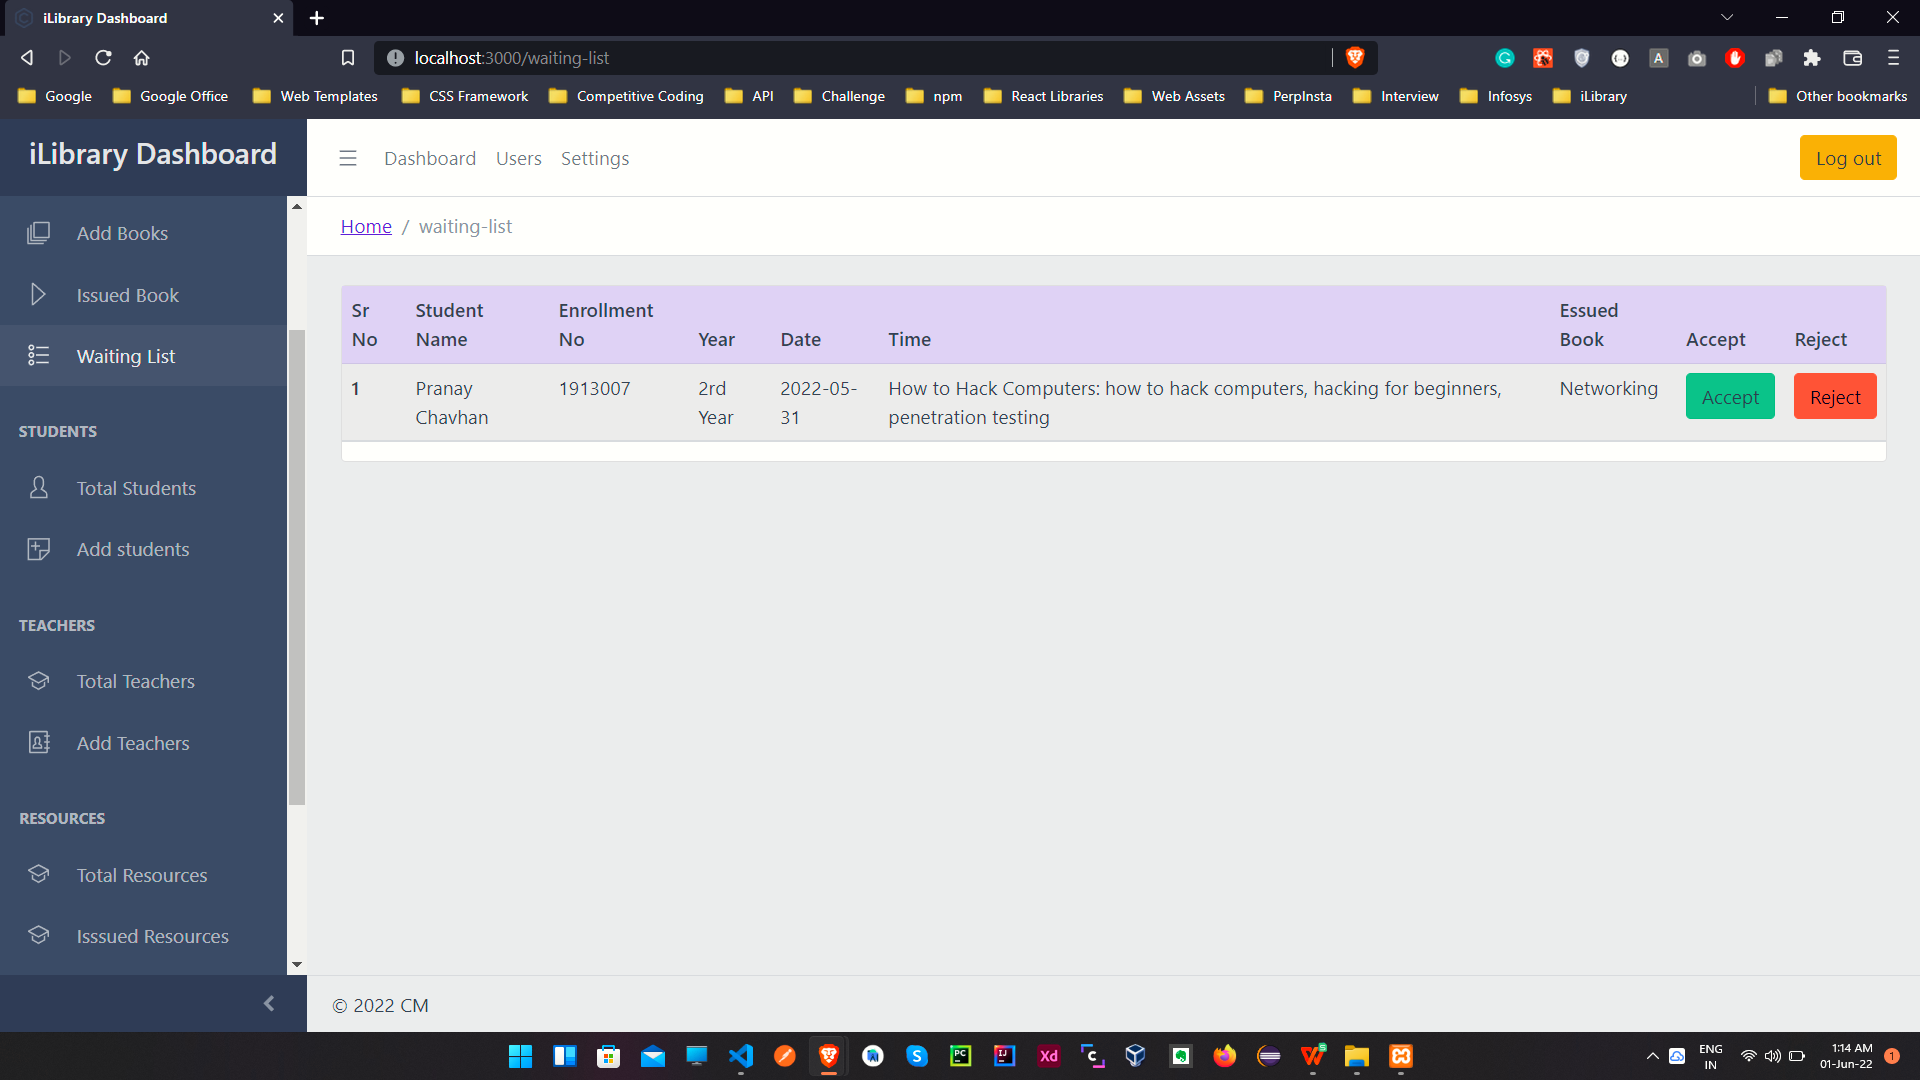 iLibrary Dashboard
localhost:3000/waiting-list
Google Google Office Web Templates CSS Framework Competitive Coding API Challenge npm React Libraries Web Assets PerpInsta Interview Infosys iLibrary Other bookmarks
iLibrary Dashboard
Dashboard Users Settings Log out
Home / waiting-list
Add Books
Issued Book
Waiting List
STUDENTS
Total Students
Add students
TEACHERS
Total Teachers
Add Teachers
RESOURCES
Total Resources
Isssued Resources
Sr Student Enrollment Essued
No Name No Year Date Time Book Accept Reject
1 Pranay 1913007 2rd 2022-05- How to Hack Computers: how to hack computers, hacking for beginners, Networking Accept Reject
Chavhan Year 31 penetration testing
© 2022 CM
ENG 1:14 AM
IN 01-Jun-22 1